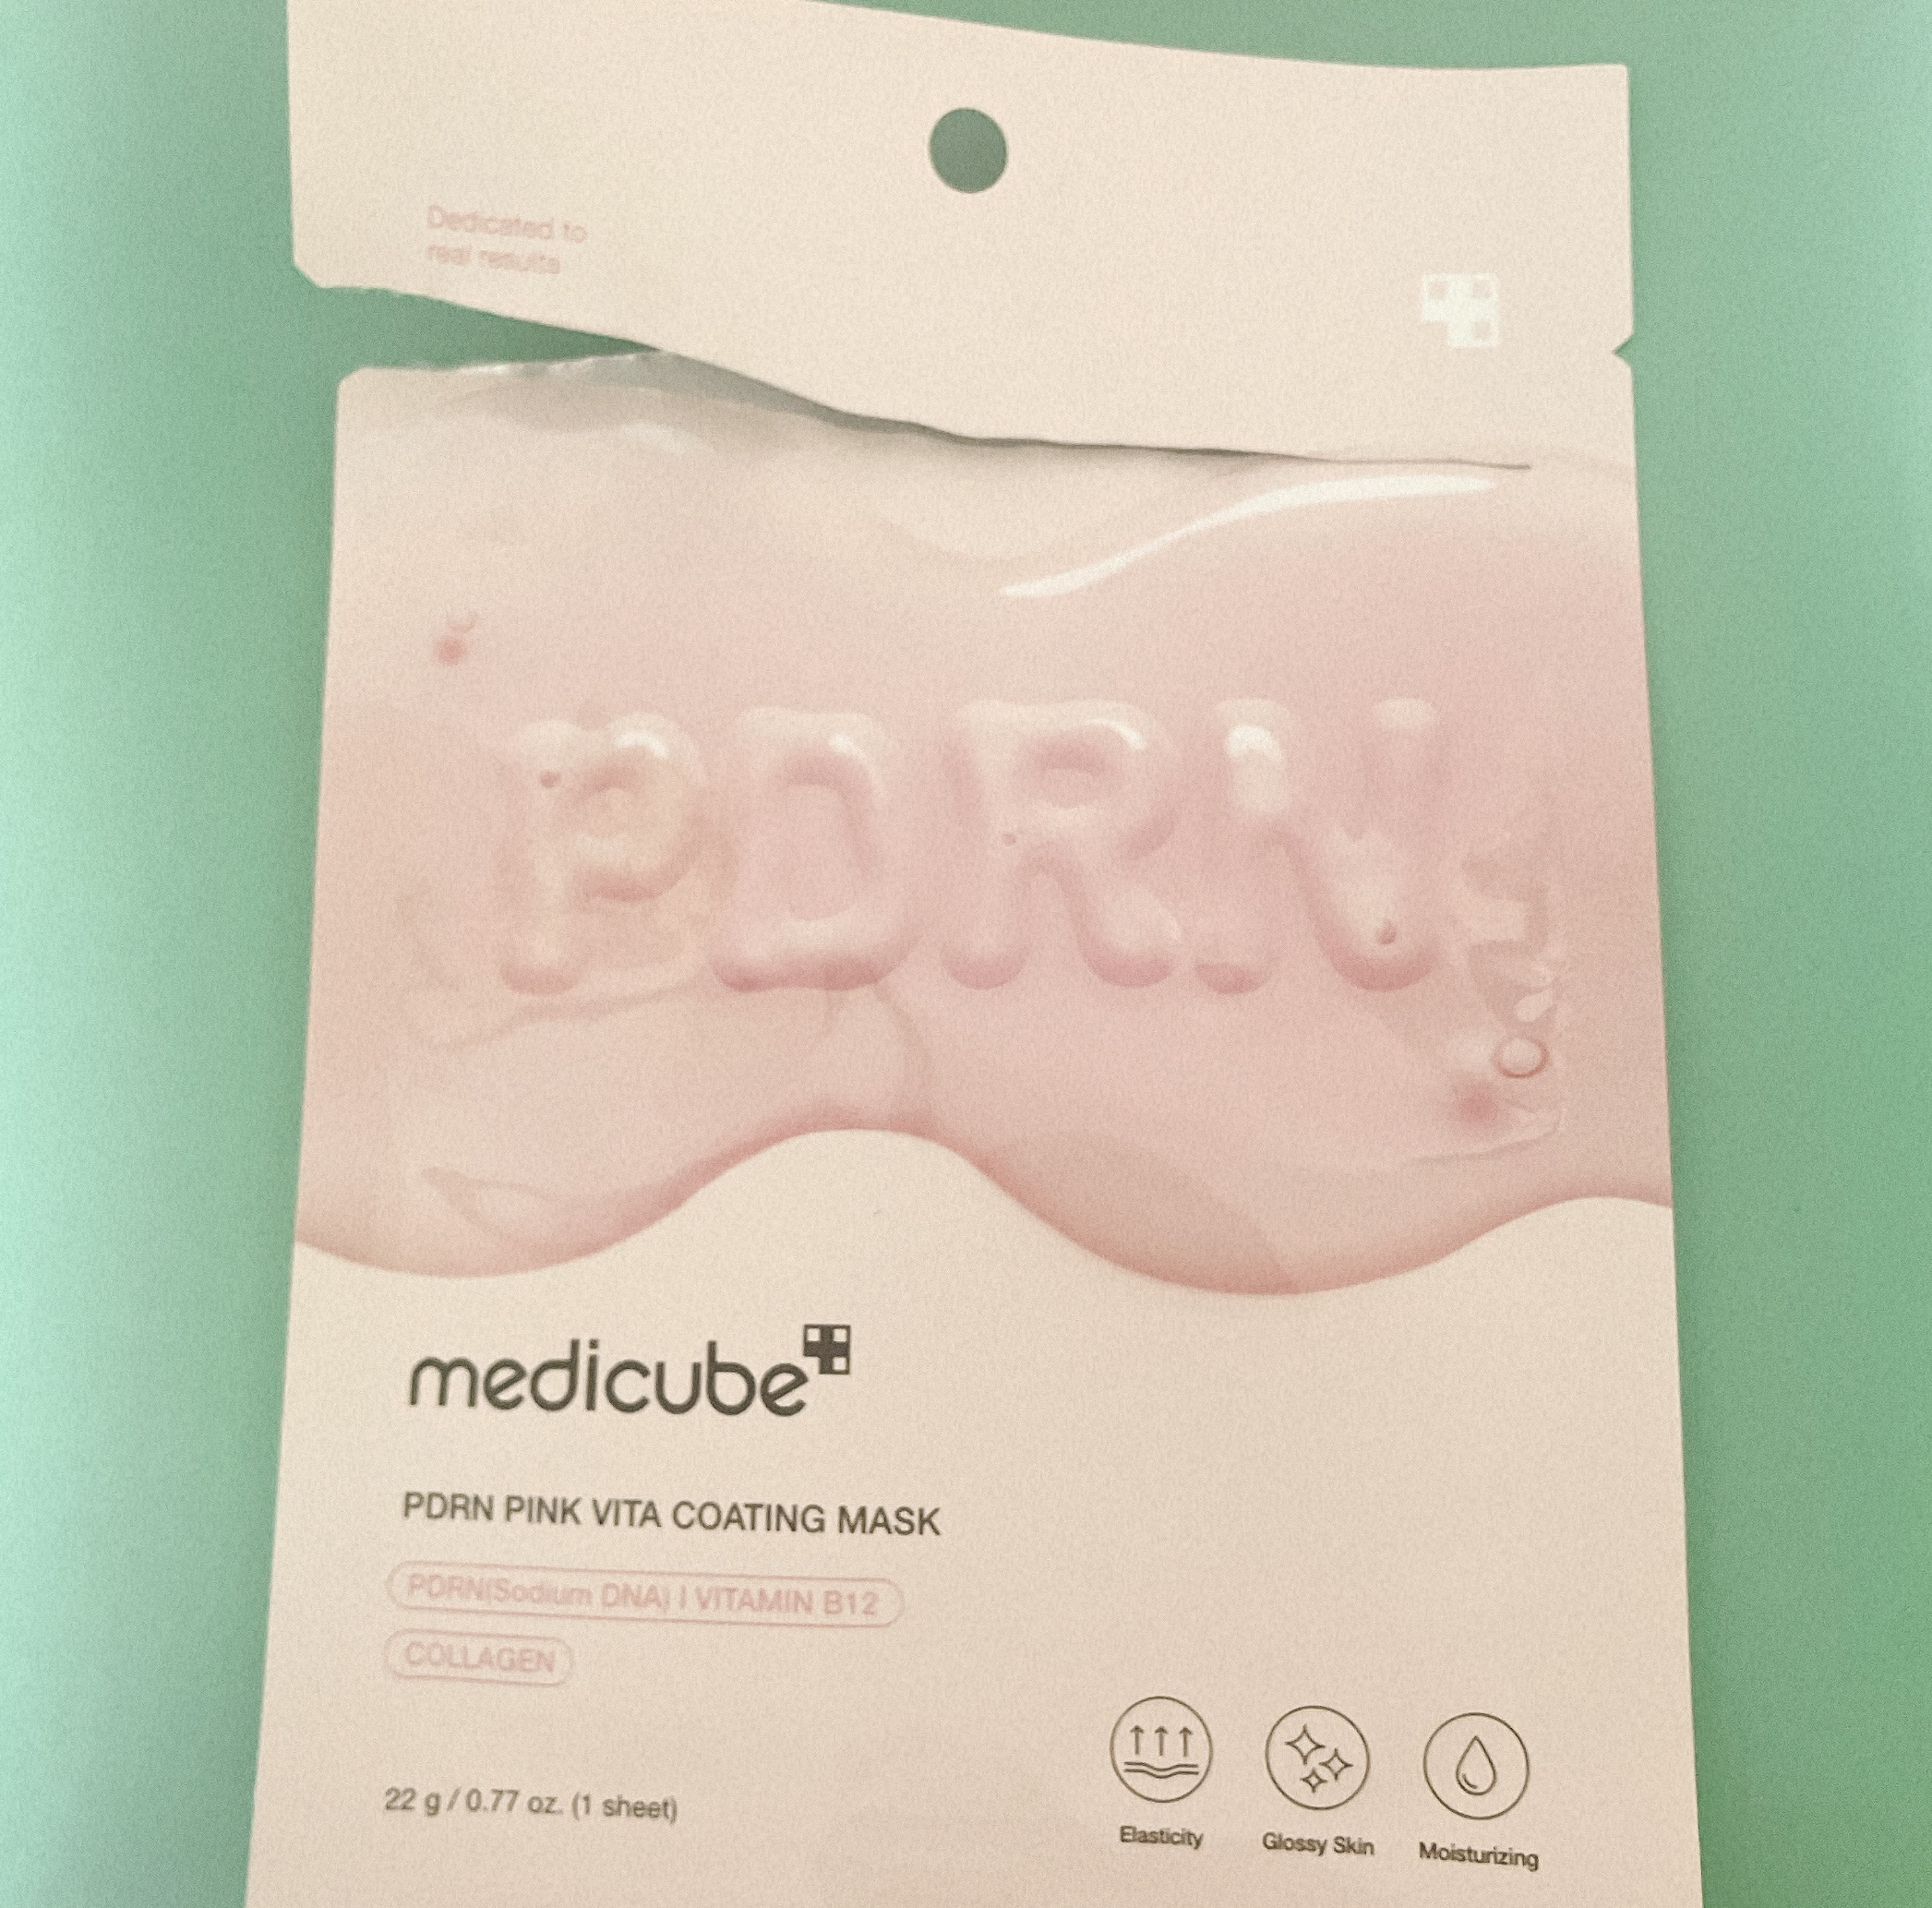 Dedicated to
real results
PDRN
medicube
PDRN PINK VITA COATING MASK
PDRN(Sodium DNA) | VITAMIN B12
COLLAGEN
22 g / 0.77 oz. (1 sheet)
Elasticity
Glossy Skin
Moisturizing